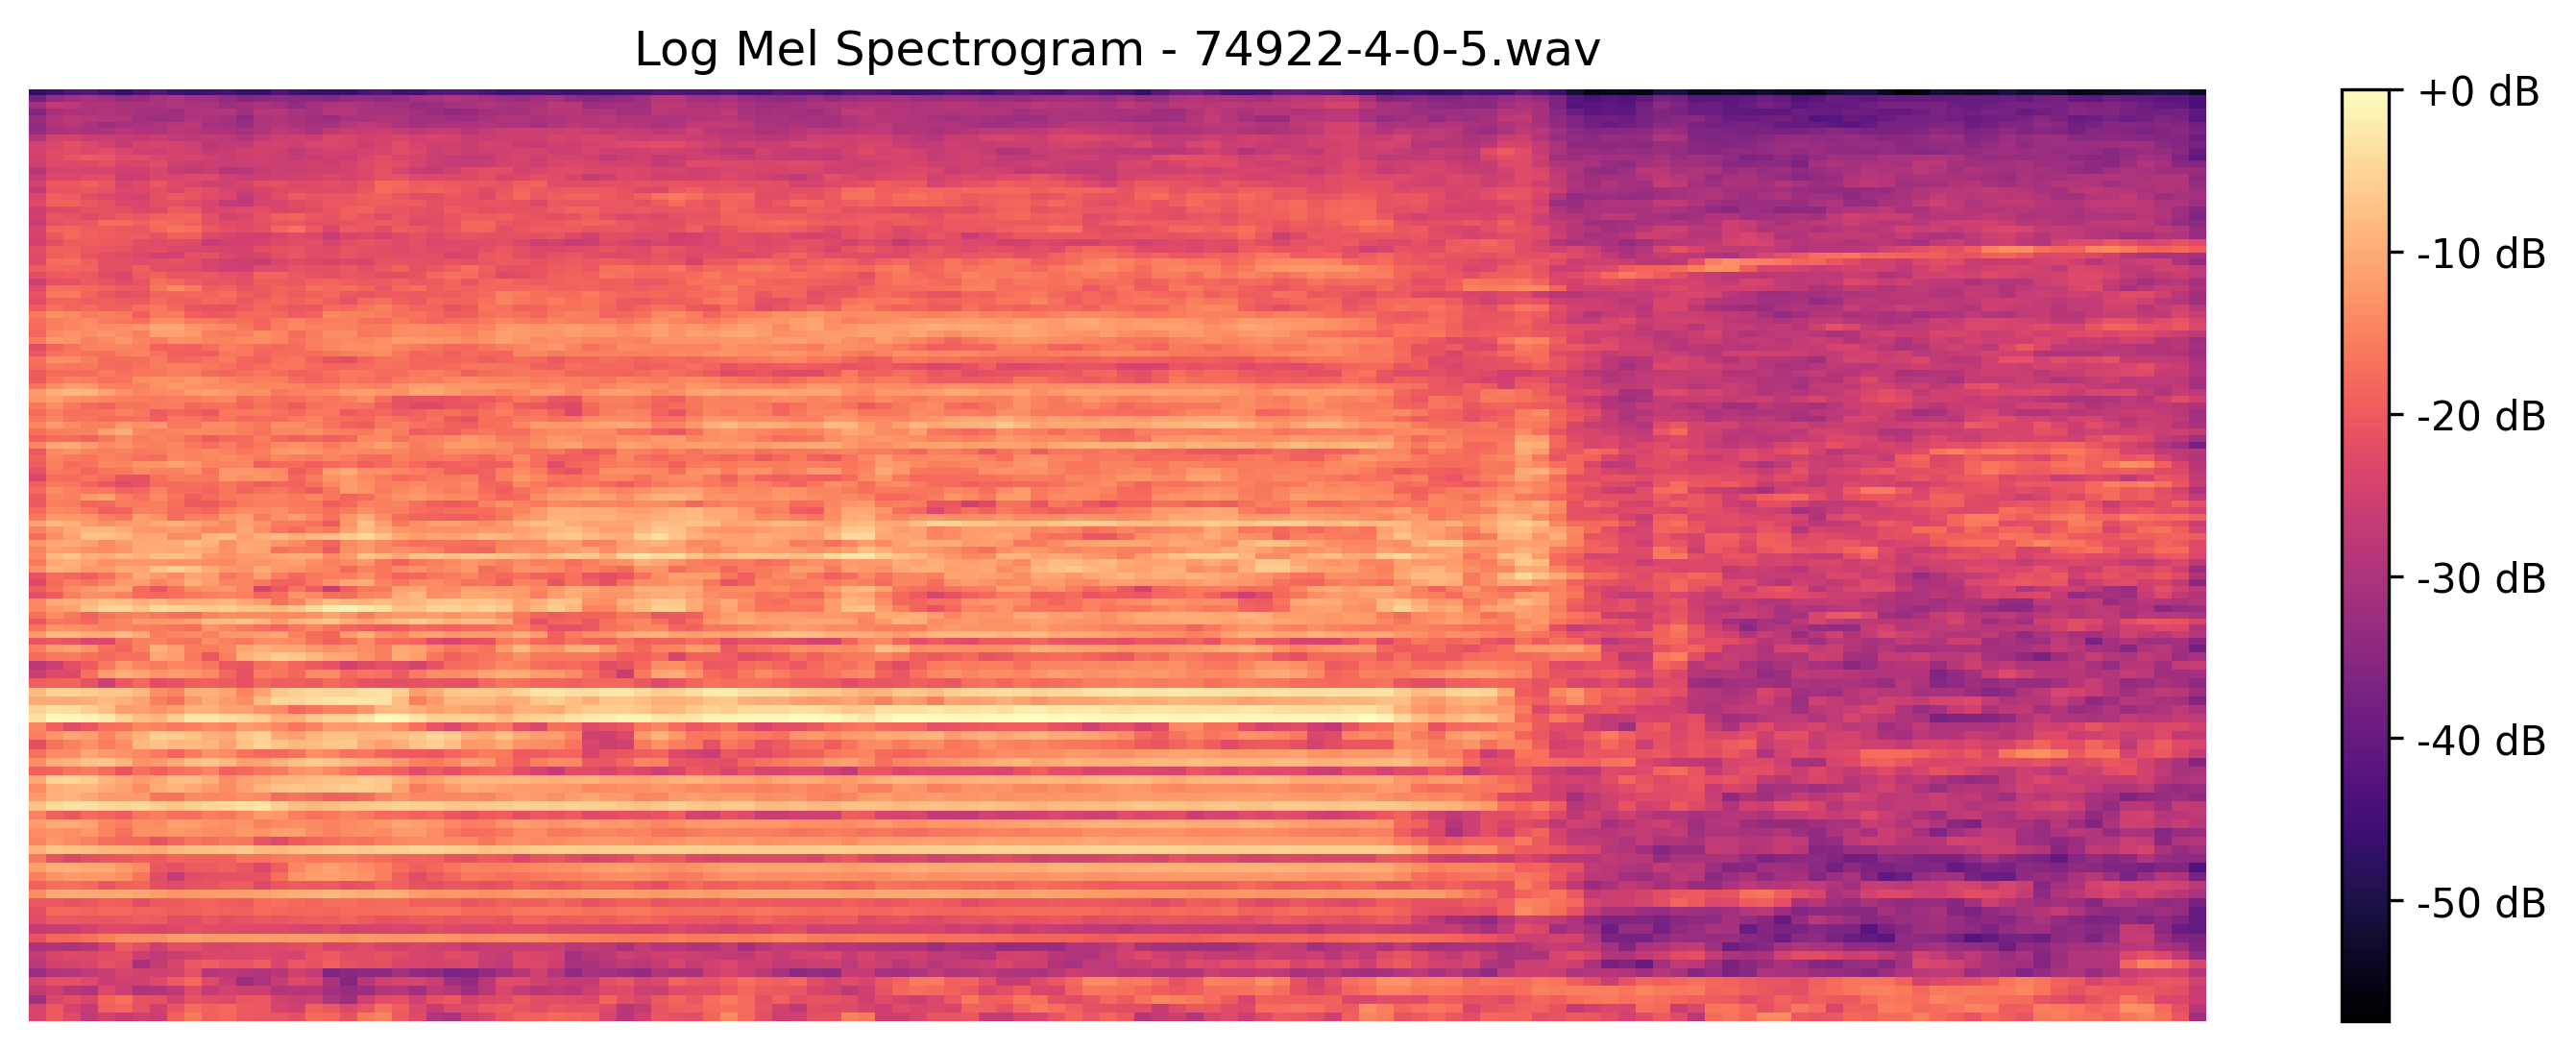 Log Mel Spectrogram - 74922-4-0-5.wav
+0 dB
-10 dB
-20 dB
-30 dB
-40 dB
-50 dB